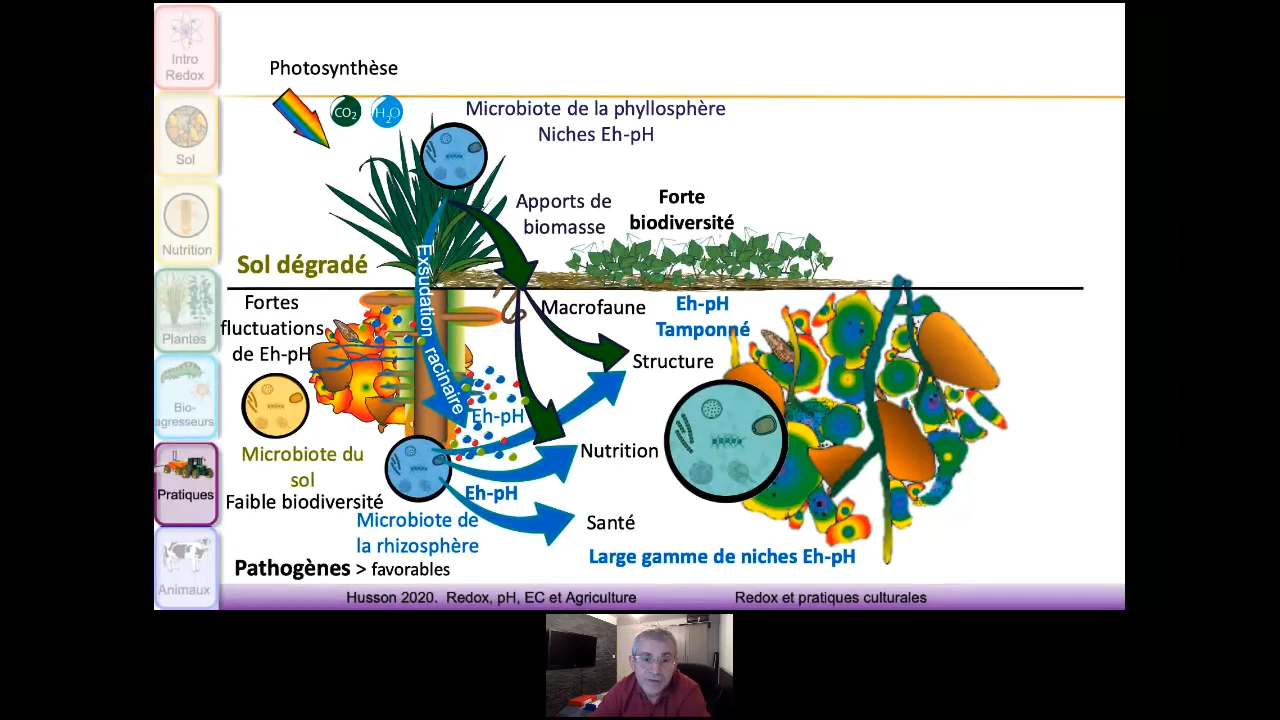 Intro
Redox
Sol
Nutrition
Plantes
Bio-
agresseurs
Pratiques
Animaux
Photosynthèse
CO2
H2O
Microbiote de la phyllosphère
Niches Eh-pH
Apports de
biomasse
Forte
biodiversité
Sol dégradé
Exsudation racinaire
Fortes
fluctuations
de Eh-pH
Macrofaune
Eh-pH
Tamponné
Structure
Eh-pH
Nutrition
Microbiote du
sol
Faible biodiversité
Eh-pH
Microbiote de
la rhizosphère
Santé
Large gamme de niches Eh-pH
Pathogènes > favorables
Husson 2020. Redox, pH, EC et Agriculture
Redox et pratiques culturales